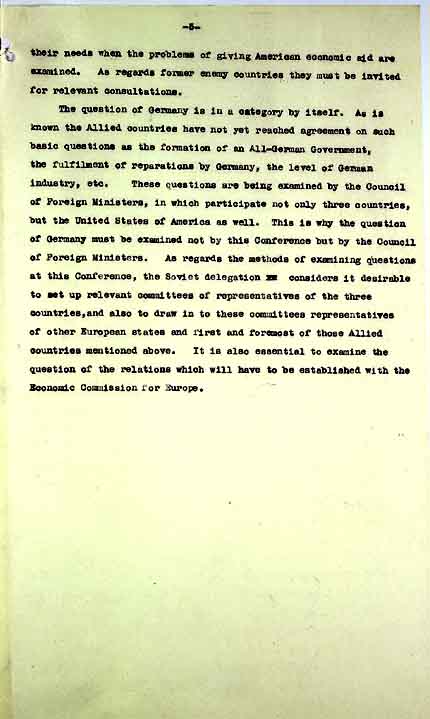 -5-
their needs when the problems of giving American economic aid are
examined. As regards former enemy countries they must be invited
for relevant consultations.
The question of Germany is in a category by itself. As is
known the Allied countries have not yet reached agreement on such
basic questions as the formation of an All-German Government,
the fulfilment of reparations by Germany, the level of German
industry, etc. These questions are being examined by the Council
of Foreign Ministers, in which participate not only three countries,
but the United States of America as well. This is why the question
of Germany must be examined not by this Conference but by the Council
of Foreign Ministers. As regards the methods of examining questions
at this Conference, the Soviet delegation considers it desirable
to set up relevant committees of representatives of the three
countries,and also to draw in to these committees representatives
of other European states and first and foremost of those Allied
countries mentioned above. It is also essential to examine the
question of the relations which will have to be established with the
Economic Commission for Europe.